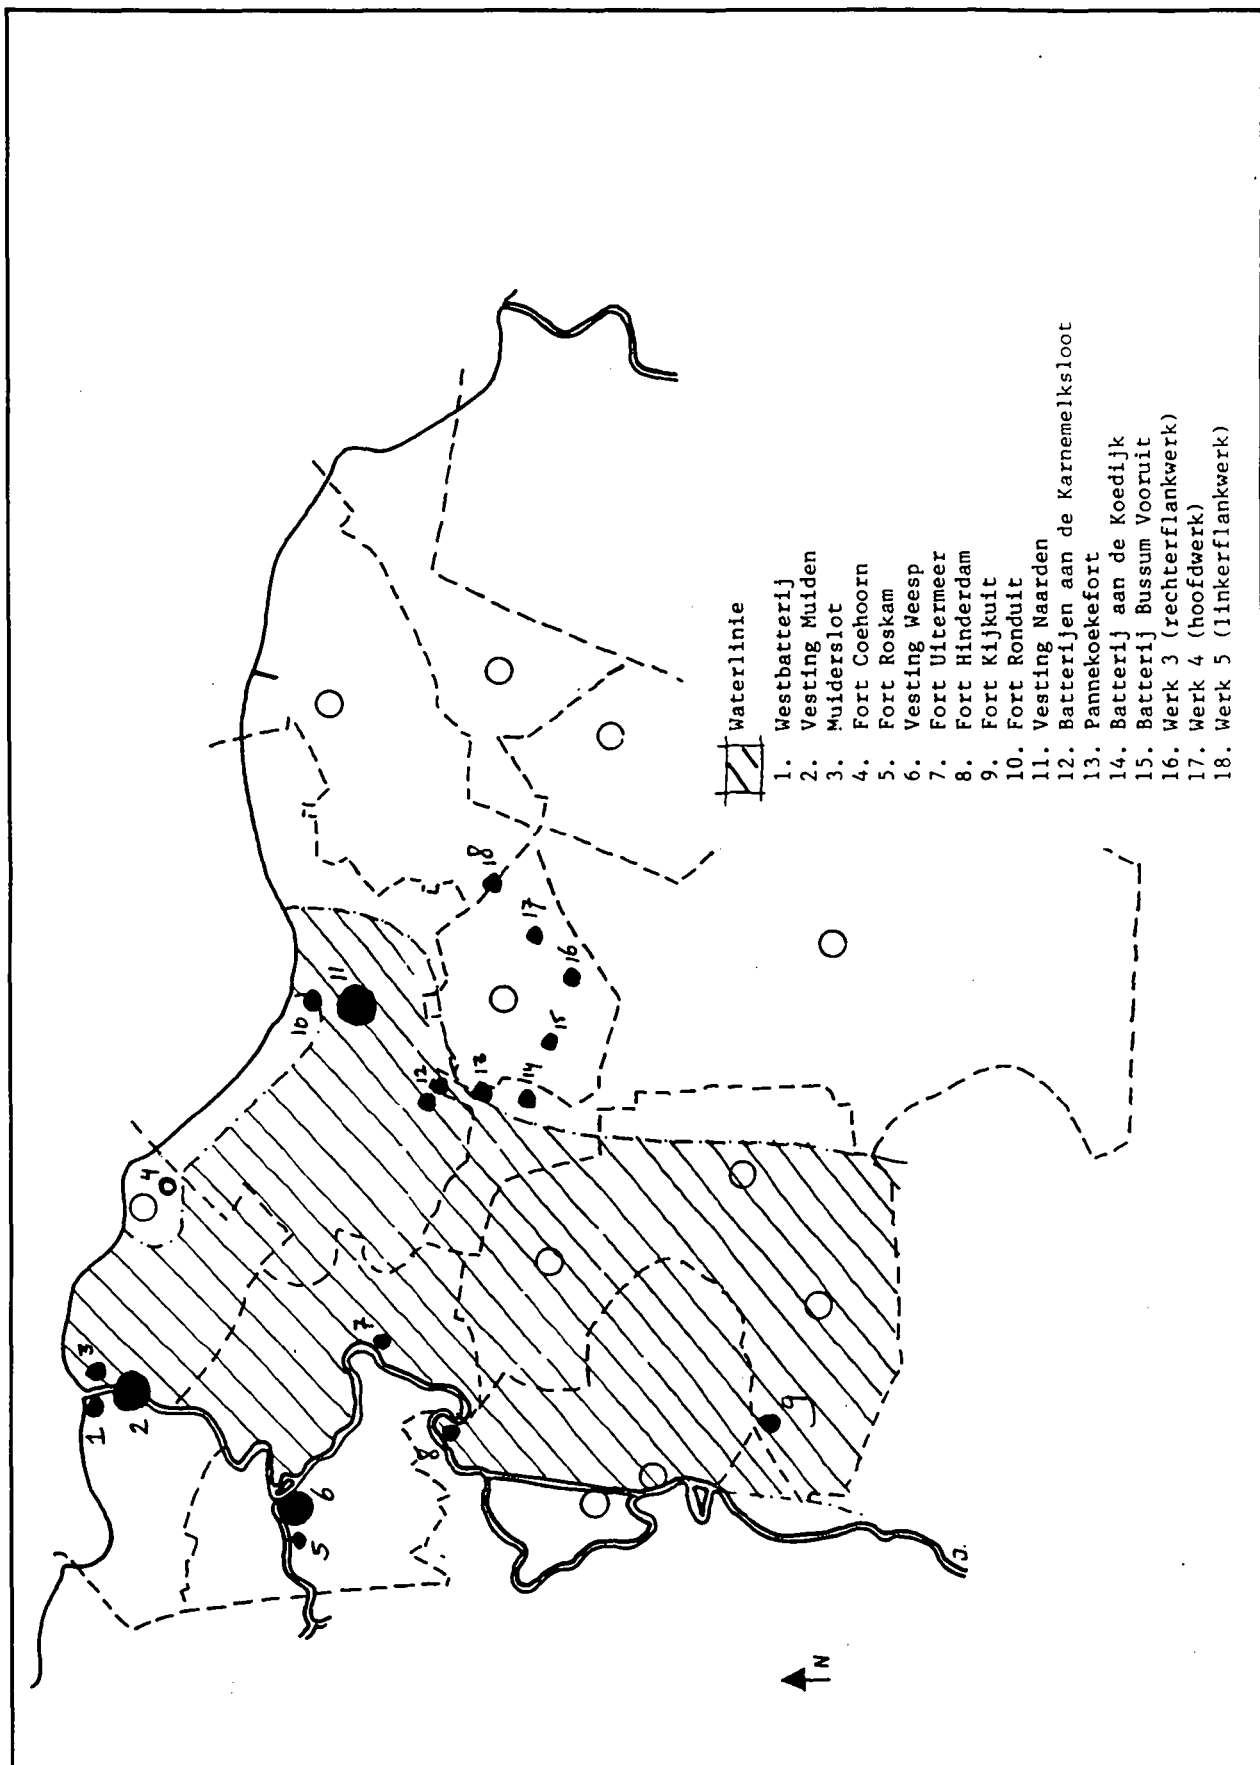 Waterlinie
1. Westbatterij
2. Vesting Muiden
3. Muiderslot
4. Fort Coehoorn
5. Fort Roskam
6. Vesting Weesp
7. Fort Uitermeer
8. Fort Hinderdam
9. Fort Kijkuit
10. Fort Ronduit
11. Vesting Naarden
12. Batterijen aan de Karnemelksloot
13. Pannekoekefort
14. Batterij aan de Koedijk
15. Batterij Bussum Vooruit
16. Werk 3 (rechterflankwerk)
17. Werk 4 (hoofdwerk)
18. Werk 5 (linkerflankwerk)
1
2
3
4
5
6
7
8
9
10
11
12
13
14
15
16
17
18
N
J.